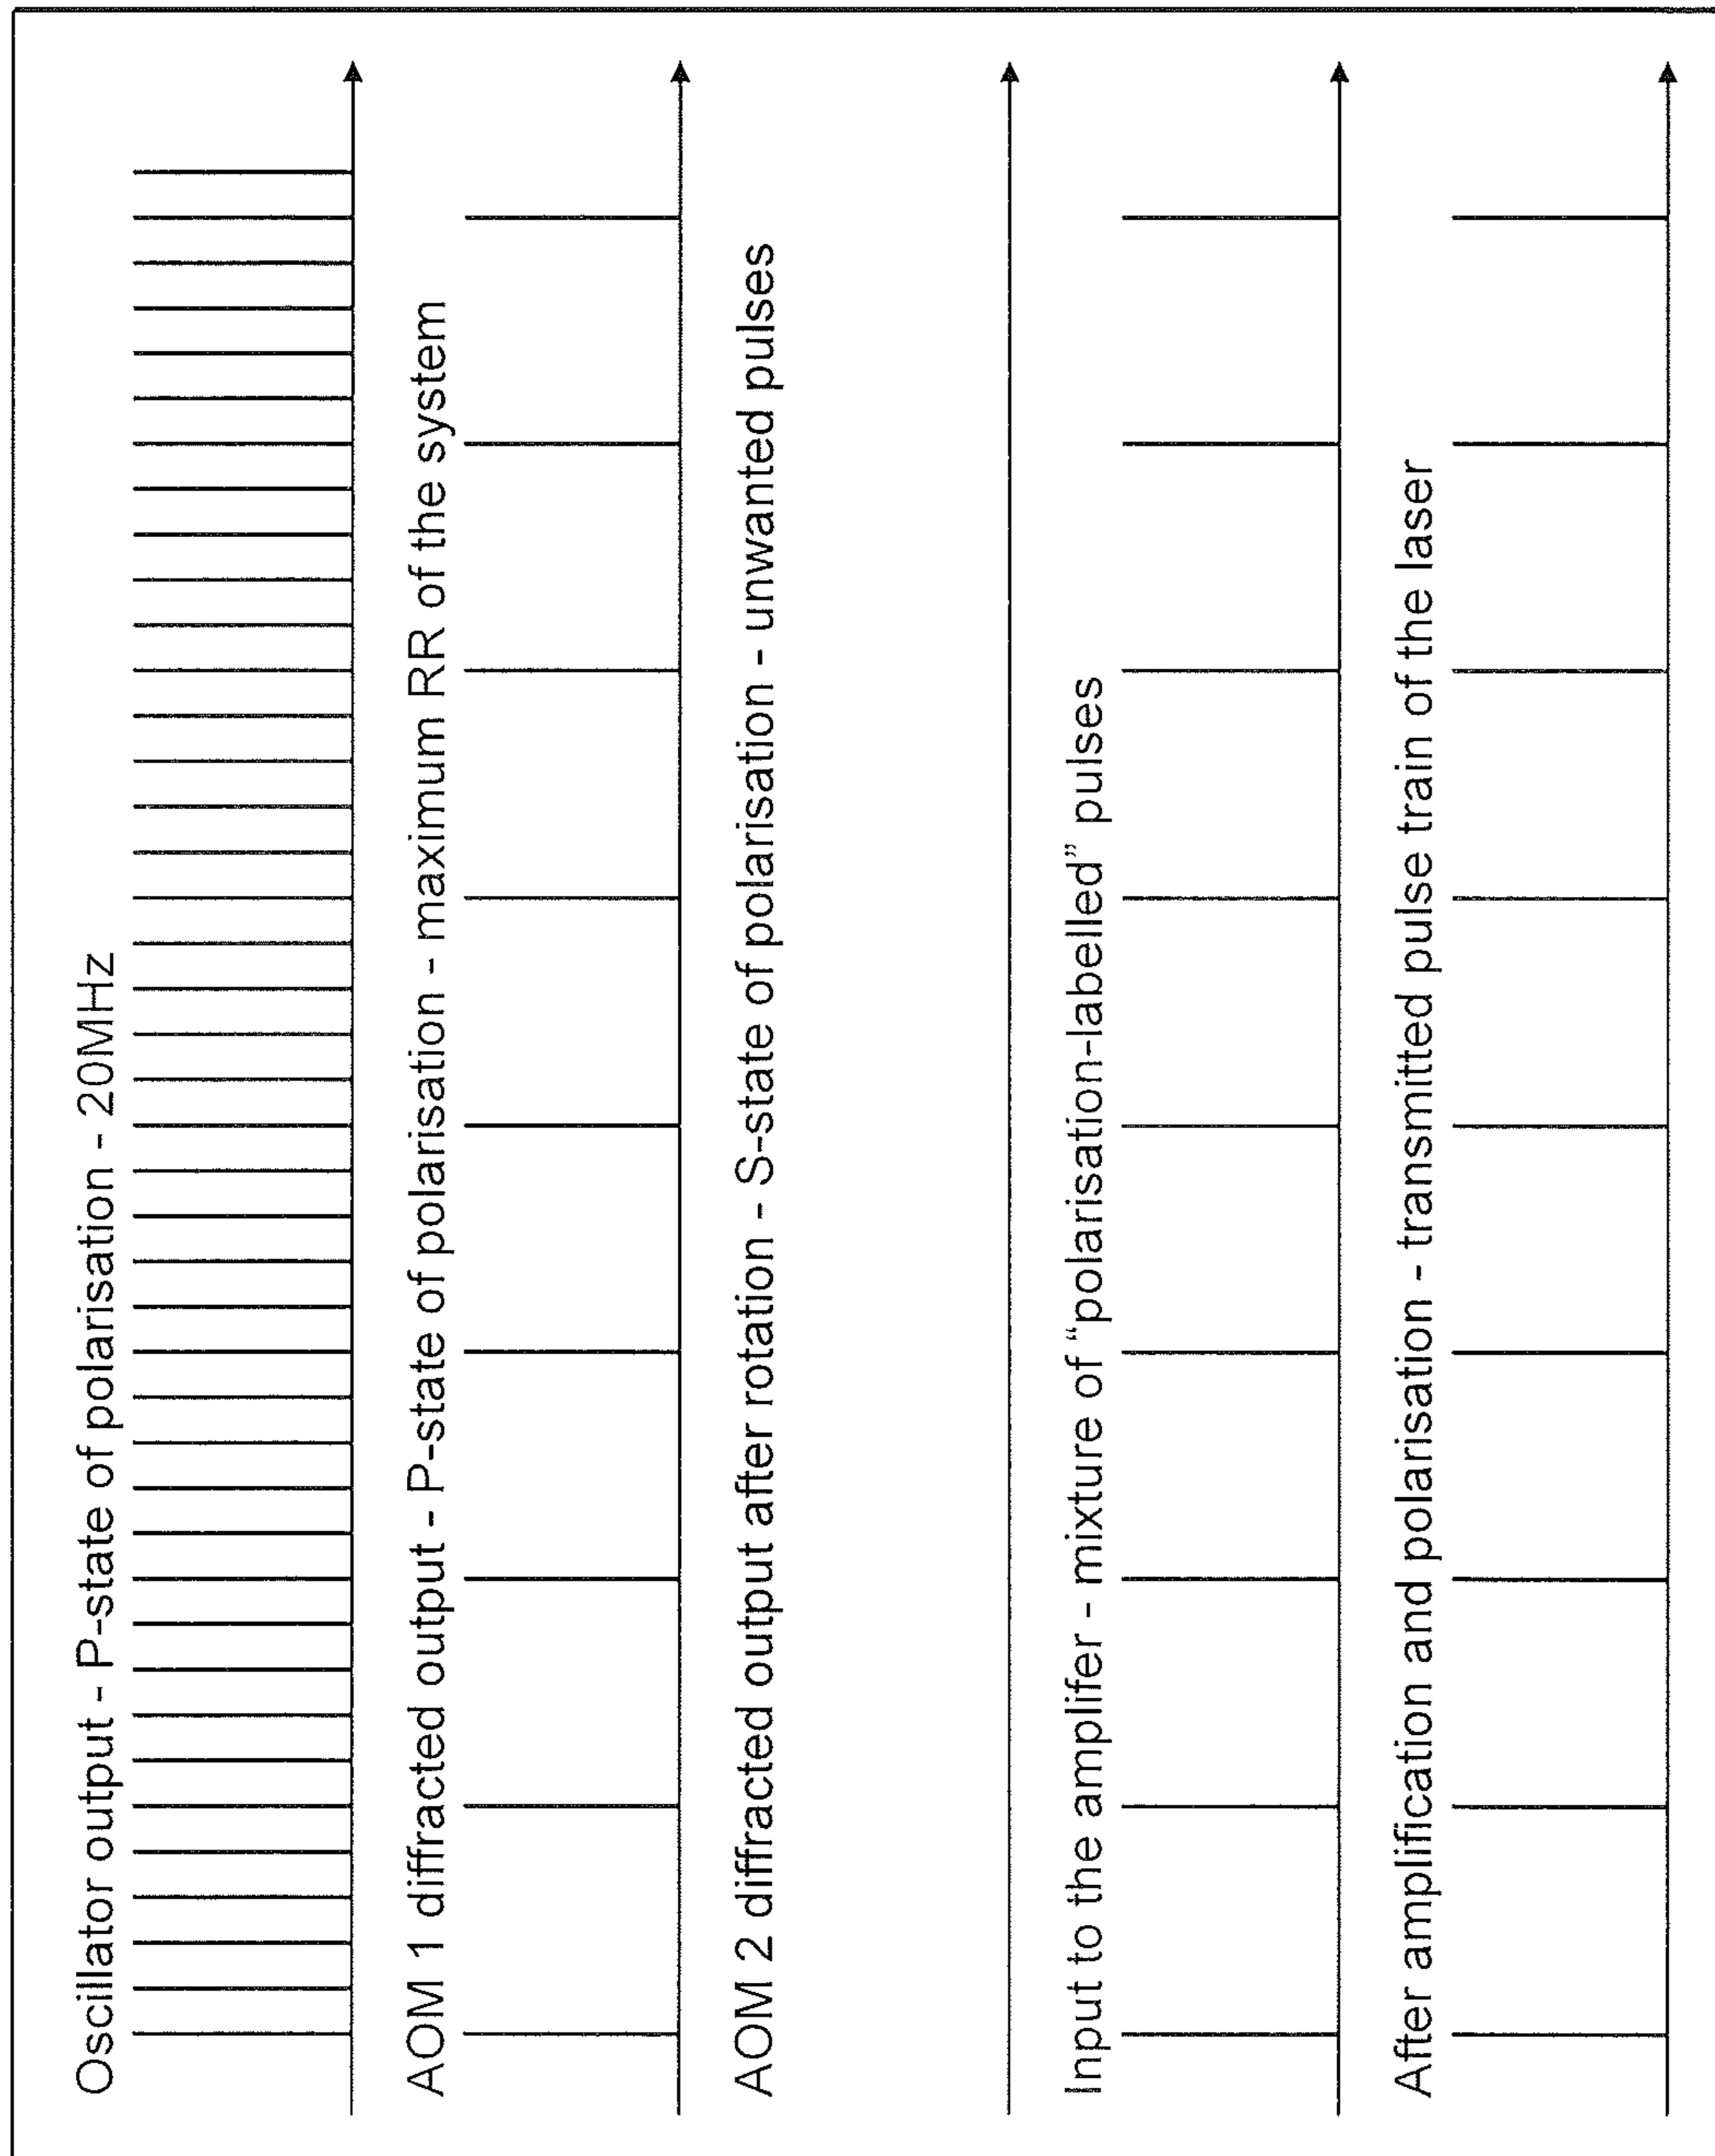 Oscillator output - P-state of polarisation - 20MHz
AOM 1 diffracted output - P-state of polarisation - maximum RR of the system
AOM 2 diffracted output after rotation - S-state of polarisation - unwanted pulses
Input to the amplifer - mixture of “polarisation-labelled” pulses
After amplification and polarisation - transmitted pulse train of the laser